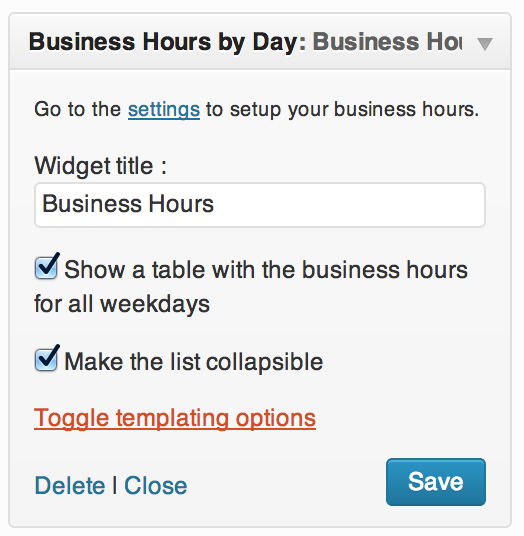 Business Hours by Day: Business Hou
Go to the settings to setup your business hours.
Widget title :
Business Hours
Show a table with the business hours
for all weekdays
Make the list collapsible
Toggle templating options
Delete | Close Save